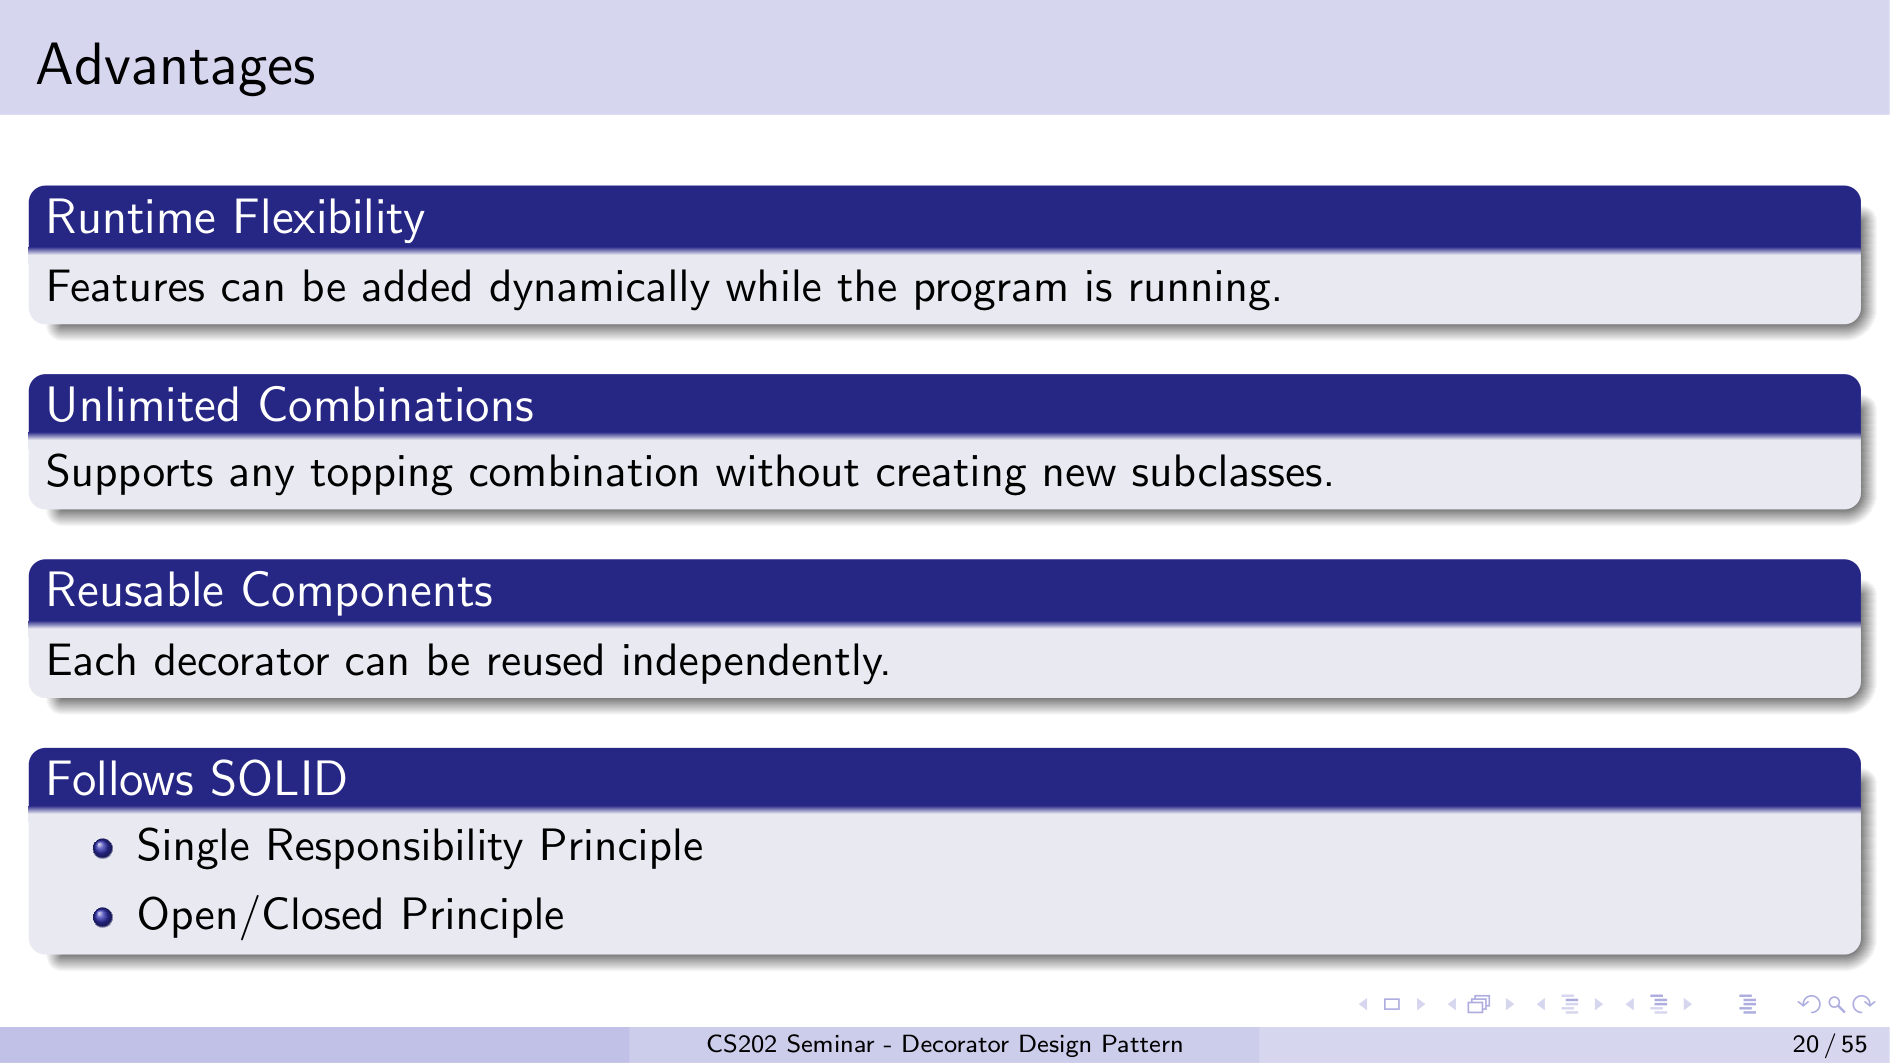 Advantages
Runtime Flexibility
Features can be added dynamically while the program is running.
Unlimited Combinations
Supports any topping combination without creating new subclasses.
Reusable Components
Each decorator can be reused independently.
Follows SOLID
Single Responsibility Principle
Open/Closed Principle
CS202 Seminar - Decorator Design Pattern
20 / 55